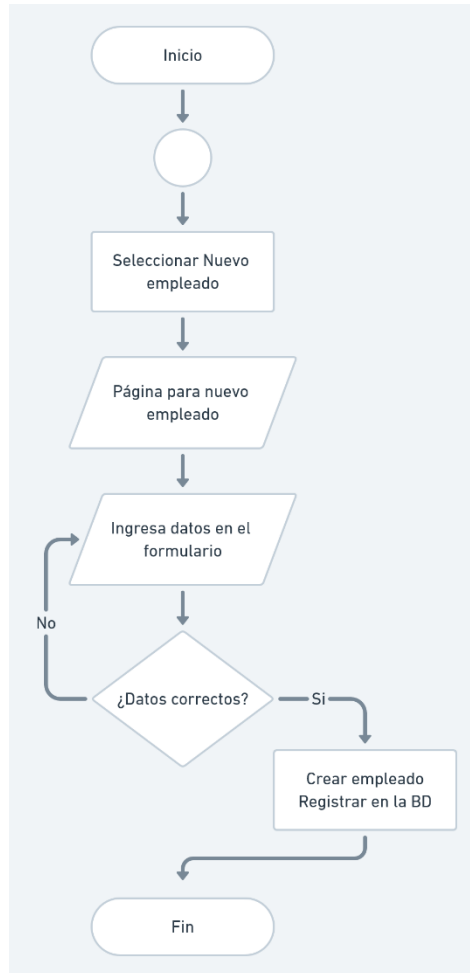 Inicio
Seleccionar Nuevo
empleado
Página para nuevo
empleado
Ingresa datos en el
formulario
No
¿Datos correctos?
Si
Crear empleado
Registrar en la BD
Fin